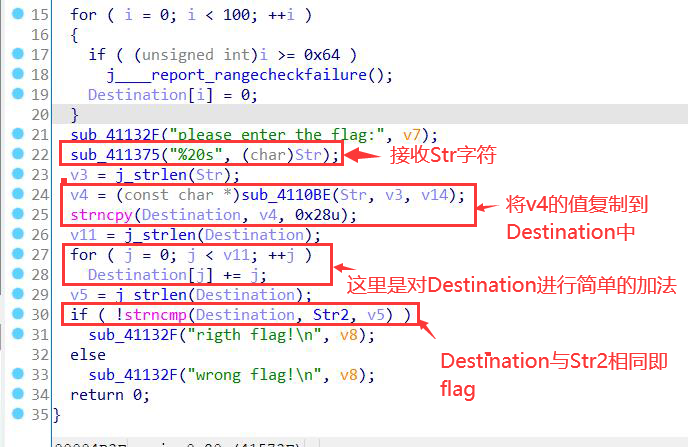 15 for ( i = 0; i < 100; ++i )
16 {
17 if ( (unsigned int)i >= 0x64 )
18 j____report_rangecheckfailure();
19 Destination[i] = 0;
20 }
21 sub_41132F("please enter the flag:", v7);
22 sub_411375("%20s", (char)Str);
接收Str字符
23 v3 = j_strlen(Str);
24 v4 = (const char *)sub_4110BE(Str, v3, v14);
25 strncpy(Destination, v4, 0x28u);
将v4的值复制到
Destination中
26 v11 = j_strlen(Destination);
27 for ( j = 0; j < v11; ++j )
28 Destination[j] += j;
这里是对Destination进行简单的加法
29 v5 = j_strlen(Destination);
30 if ( !strncmp(Destination, Str2, v5) )
31 sub_41132F("rigth flag!\n", v8);
32 else
33 sub_41132F("wrong flag!\n", v8);
34 return 0;
35 }
Destination与Str2相同即
flag